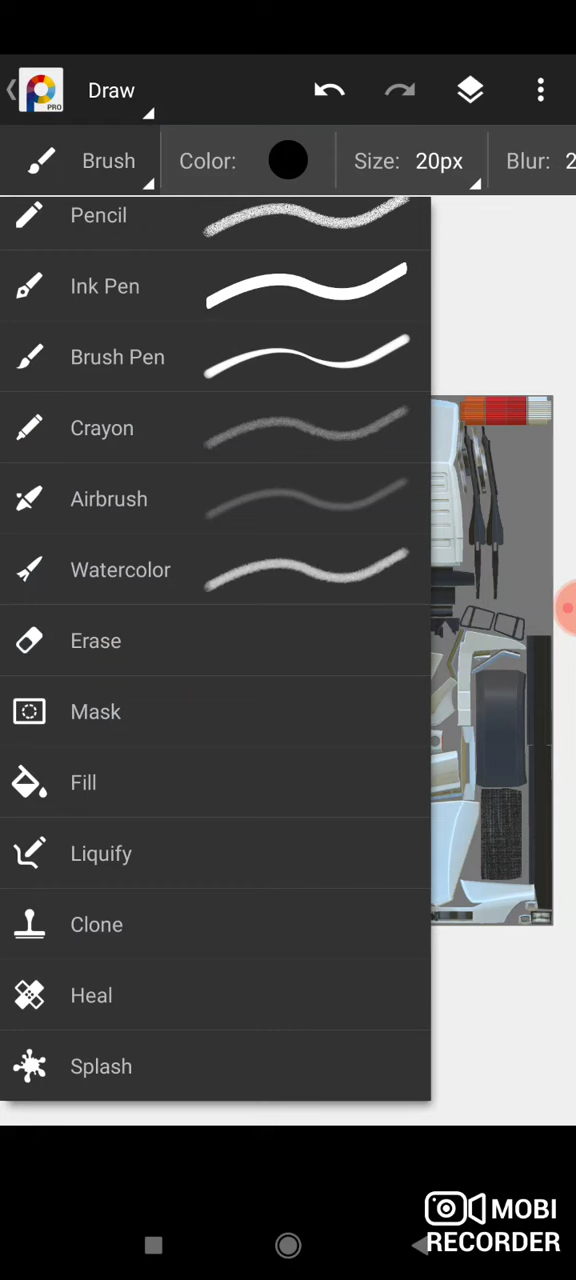 PRO
Draw
Brush
Color:
Size: 20px
Blur: 2
Pencil
Ink Pen
Brush Pen
Crayon
Airbrush
Watercolor
Erase
Mask
Fill
Liquify
Clone
Heal
Splash
MOBI
RECORDER